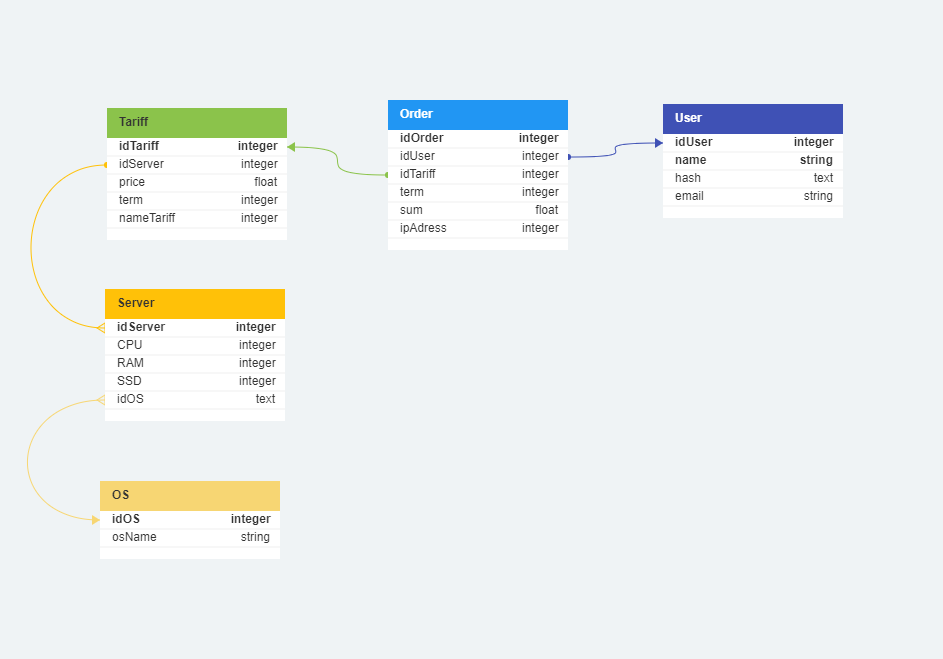 Tariff
idTariff integer
idServer integer
price float
term integer
nameTariff integer
Order
idOrder integer
idUser integer
idTariff integer
term integer
sum float
ipAdress integer
User
idUser integer
name string
hash text
email string
Server
idServer integer
CPU integer
RAM integer
SSD integer
idOS text
OS
idOS integer
osName string